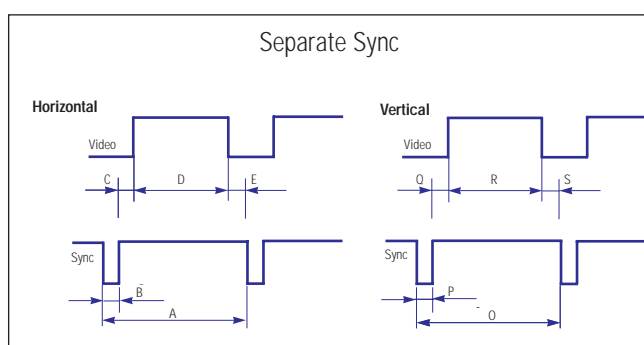 Separate Sync
Horizontal
Vertical
Video
Video
C
D
E
Q
R
S
Sync
Sync
B
P
A
O